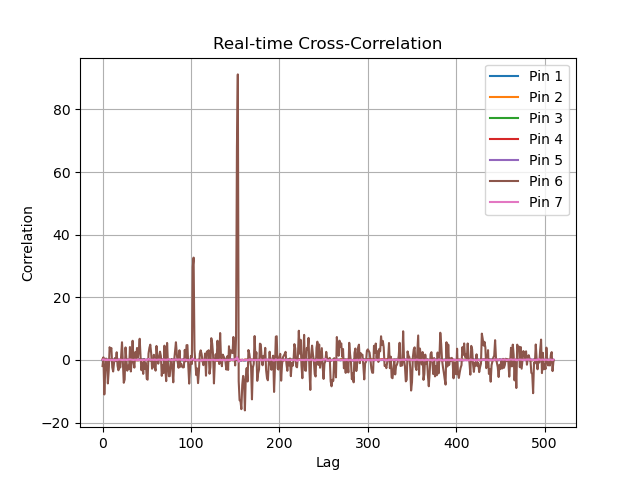 Real-time Cross-Correlation
Correlation
80
60
40
20
0
−20
0
100
200
300
400
500
Lag
Pin 1
Pin 2
Pin 3
Pin 4
Pin 5
Pin 6
Pin 7